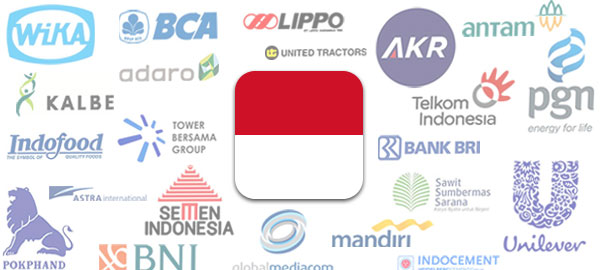 WIKA
BCA
LIPPO
UNITED TRACTORS
AKR
antam
adaro
KALBE
Telkom
Indonesia
pgn
energy for life
Indofood
THE SYMBOL OF QUALITY FOODS
TOWER
BERSAMA
GROUP
BANK BRI
ASTRA international
SEMEN
INDONESIA
Sawit
Sumbermas
Sarana
Unilever
POKPHAND
BNI
globalmediacom
mandiri
INDOCEMENT